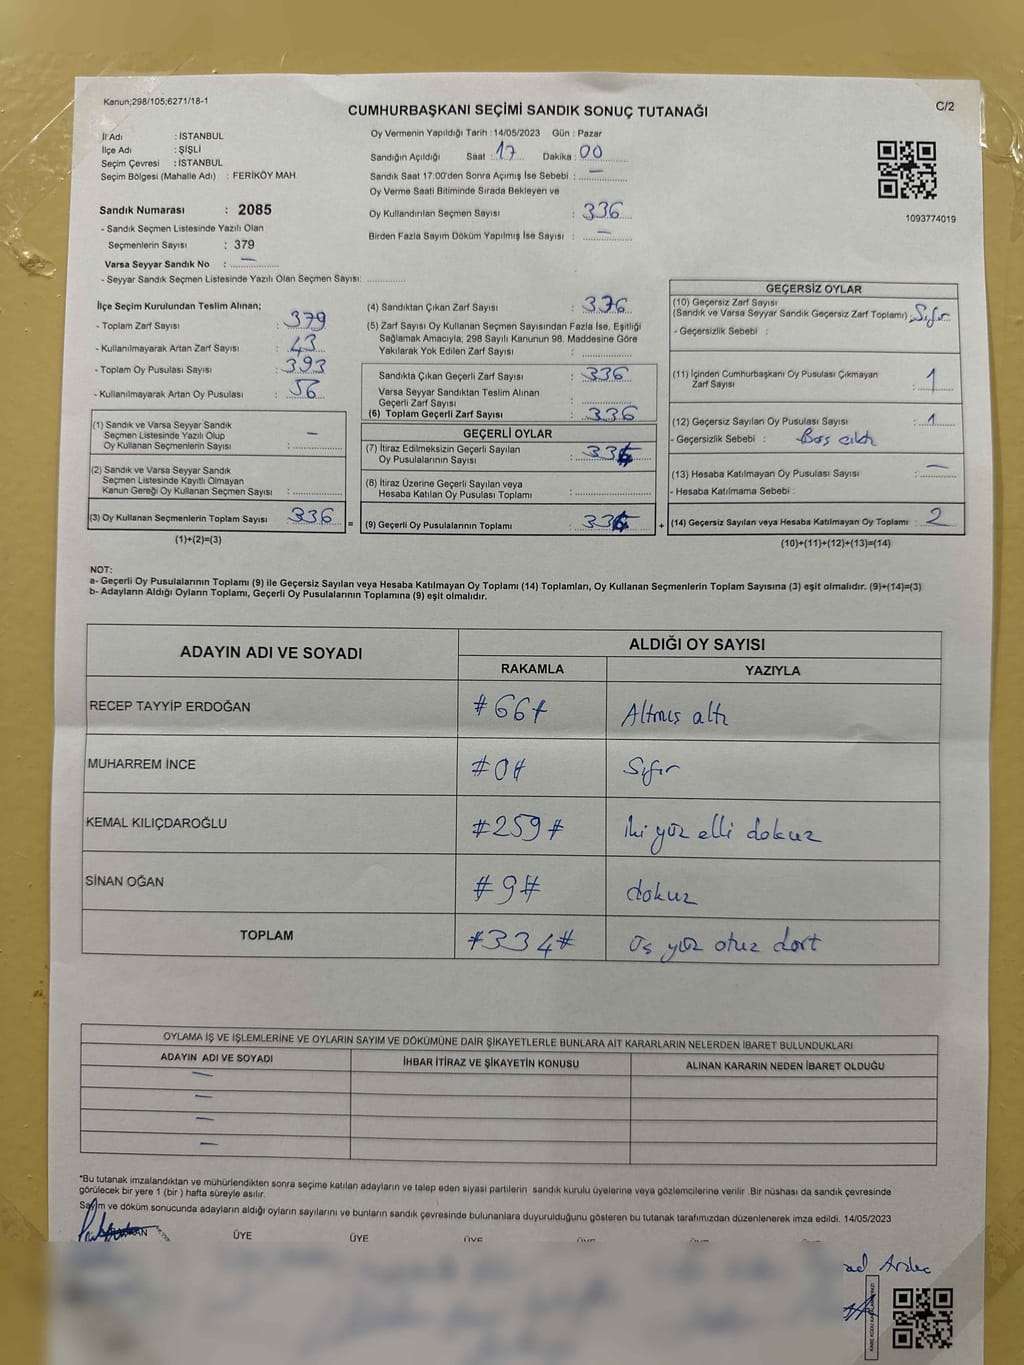 Kanun;298/105;6271/18-1
CUMHURBAŞKANI SEÇİMİ SANDIK SONUÇ TUTANAĞI
C/2
İl Adı : İSTANBUL
İlçe Adı : ŞİŞLİ
Seçim Çevresi : İSTANBUL
Seçim Bölgesi (Mahalle Adı) : FERİKÖY MAH
Sandık Numarası : 2085
- Sandık Seçmen Listesinde Yazılı Olan
Seçmenlerin Sayısı : 379
Varsa Seyyar Sandık No : —
- Seyyar Sandık Seçmen Listesinde Yazılı Olan Seçmen Sayısı:
Oy Vermenin Yapıldığı Tarih : 14/05/2023 Gün : Pazar
Sandığın Açıldığı Saat : 17 Dakika : 00
Sandık Saat 17:00'den Sonra Açımış İse Sebebi : —
Oy Verme Saati Bitiminde Sırada Bekleyen ve
Oy Kullandırılan Seçmen Sayısı : 336
Birden Fazla Sayım Döküm Yapılmış İse Sayısı : —
1093774019
İlçe Seçim Kurulundan Teslim Alınan;
- Toplam Zarf Sayısı : 379
- Kullanılmayarak Artan Zarf Sayısı : 43
- Toplam Oy Pusulası Sayısı : 393
- Kullanılmayarak Artan Oy Pusulası : 56
(1) Sandık ve Varsa Seyyar Sandık
Seçmen Listesinde Yazılı Olup
Oy Kullanan Seçmenlerin Sayısı : —
(2) Sandık ve Varsa Seyyar Sandık
Seçmen Listesinde Kayıtlı Olmayan
Kanun Gereği Oy Kullanan Seçmen Sayısı :
(3) Oy Kullanan Seçmenlerin Toplam Sayısı 336 =
(1)+(2)=(3)
(4) Sandıktan Çıkan Zarf Sayısı : 336
(5) Zarf Sayısı Oy Kullanan Seçmen Sayısından Fazla İse, Eşitliği
Sağlamak Amacıyla; 298 Sayılı Kanunun 98. Maddesine Göre
Yakılarak Yok Edilen Zarf Sayısı :
Sandıkta Çıkan Geçerli Zarf Sayısı : 336
Varsa Seyyar Sandıktan Teslim Alınan
Geçerli Zarf Sayısı :
(6) Toplam Geçerli Zarf Sayısı : 336
GEÇERLİ OYLAR
(7) İtiraz Edilmeksizin Geçerli Sayılan
Oy Pusulalarının Sayısı :
(8) İtiraz Üzerine Geçerli Sayılan veya
Hesaba Katılan Oy Pusulası Toplamı :
(9) Geçerli Oy Pusulalarının Toplamı : +
GEÇERSİZ OYLAR
(10) Geçersiz Zarf Sayısı
(Sandık ve Varsa Seyyar Sandık Geçersiz Zarf Toplamı) : Sıfır
- Geçersizlik Sebebi :
(11) İçinden Cumhurbaşkanı Oy Pusulası Çıkmayan
Zarf Sayısı : 1
(12) Geçersiz Sayılan Oy Pusulası Sayısı : 1
- Geçersizlik Sebebi : Boş çıktı
(13) Hesaba Katılmayan Oy Pusulası Sayısı : —
- Hesaba Katılmama Sebebi :
(14) Geçersiz Sayılan veya Hesaba Katılmayan Oy Toplamı : 2
(10)+(11)+(12)+(13)=(14)
NOT:
a- Geçerli Oy Pusulalarının Toplamı (9) ile Geçersiz Sayılan veya Hesaba Katılmayan Oy Toplamı (14) Toplamları, Oy Kullanan Seçmenlerin Toplam Sayısına (3) eşit olmalıdır. (9)+(14)=(3)
b- Adayların Aldığı Oyların Toplamı, Geçerli Oy Pusulalarının Toplamına (9) eşit olmalıdır.
ADAYIN ADI VE SOYADI
ALDIĞI OY SAYISI
RAKAMLA YAZIYLA
RECEP TAYYİP ERDOĞAN #66# Altmış altı
MUHARREM İNCE #0# Sıfır
KEMAL KILIÇDAROĞLU #259# iki yüz elli dokuz
SİNAN OĞAN #9# dokuz
TOPLAM #334# üç yüz otuz dört
OYLAMA İŞ VE İŞLEMLERİNE VE OYLARIN SAYIM VE DÖKÜMÜNE DAİR ŞİKAYETLERLE BUNLARA AİT KARARLARIN NELERDEN İBARET BULUNDUKLARI
ADAYIN ADI VE SOYADI İHBAR İTİRAZ VE ŞİKAYETİN KONUSU ALINAN KARARIN NEDEN İBARET OLDUĞU
—
—
—
—
*Bu tutanak imzalandıktan ve mühürlendikten sonra seçime katılan adayların ve talep eden siyasi partilerin sandık kurulu üyelerine veya gözlemcilerine verilir. Bir nüshası da sandık çevresinde
görülecek bir yere 1 (bir) hafta süreyle asılır.
Sayım ve döküm sonucunda adayların aldığı oyların sayılarını ve bunların sandık çevresinde bulunanlara duyurulduğunu gösteren bu tutanak tarafımızdan düzenlenerek imza edildi. 14/05/2023
BAŞKAN ÜYE ÜYE ÜYE ÜYE